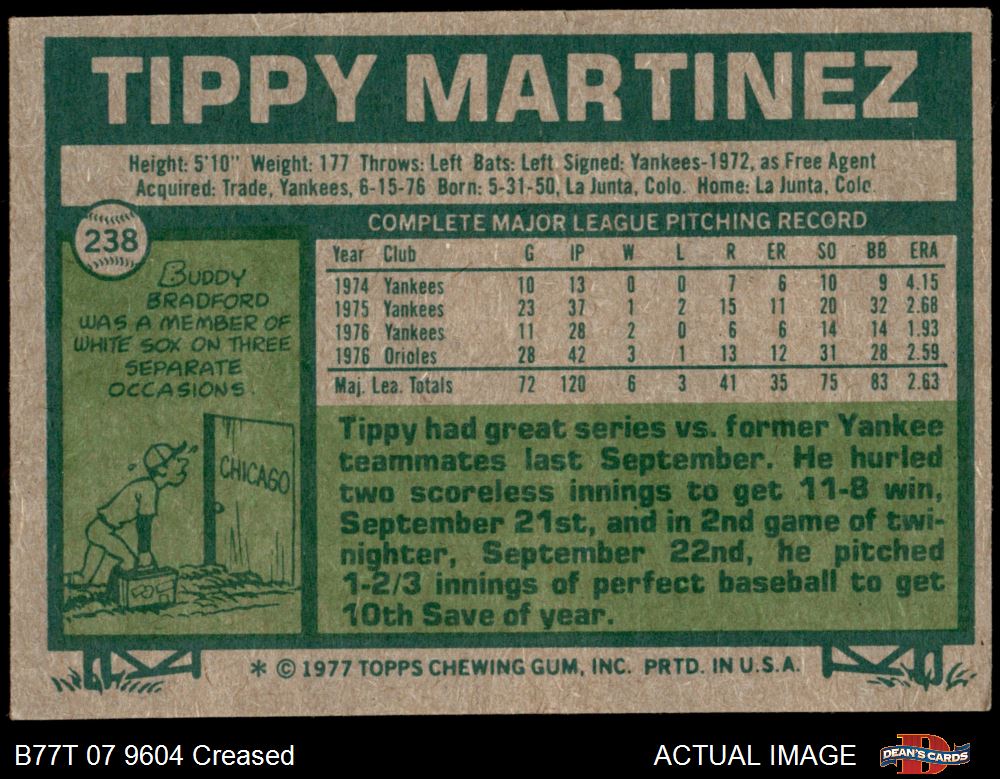 TIPPY MARTINEZ
Height: 5'10" Weight: 177 Throws: Left Bats: Left Signed: Yankees-1972, as Free Agent
Acquired: Trade, Yankees, 6-15-76 Born: 5-31-50, La Junta, Colo. Home: La Junta, Colo.
238
BUDDY
BRADFORD
WAS A MEMBER OF
WHITE SOX ON THREE
SEPARATE
OCCASIONS.
CHICAGO
COMPLETE MAJOR LEAGUE PITCHING RECORD
Year Club G IP W L R ER SO BB ERA
1974 Yankees 10 13 0 0 7 6 10 9 4.15
1975 Yankees 23 37 1 2 15 11 20 32 2.68
1976 Yankees 11 28 2 0 6 6 14 14 1.93
1976 Orioles 28 42 3 1 13 12 31 28 2.59
Maj. Lea. Totals 72 120 6 3 41 35 75 83 2.63
Tippy had great series vs. former Yankee
teammates last September. He hurled
two scoreless innings to get 11-8 win,
September 21st, and in 2nd game of twi-
nighter, September 22nd, he pitched
1-2/3 innings of perfect baseball to get
10th Save of year.
* © 1977 TOPPS CHEWING GUM, INC. PRTD. IN U.S.A.
B77T 07 9604 Creased
ACTUAL IMAGE
DEAN'S CARDS